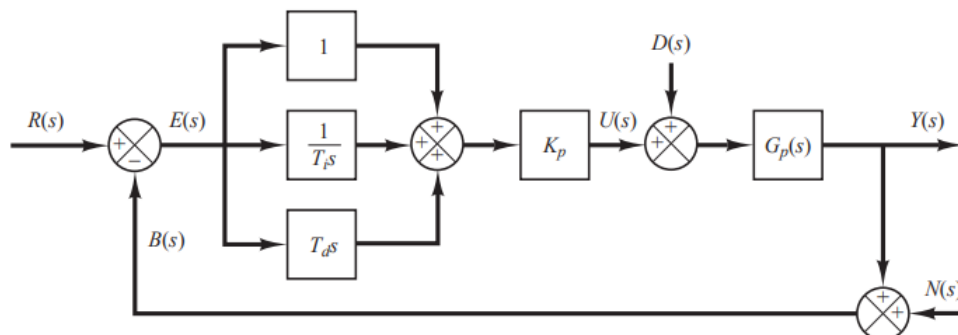 1
D(s)
R(s)
+
−
E(s)
1
T_i s
+
+
+
K_p
U(s)
+
+
G_p(s)
Y(s)
B(s)
T_d s
+
+
N(s)